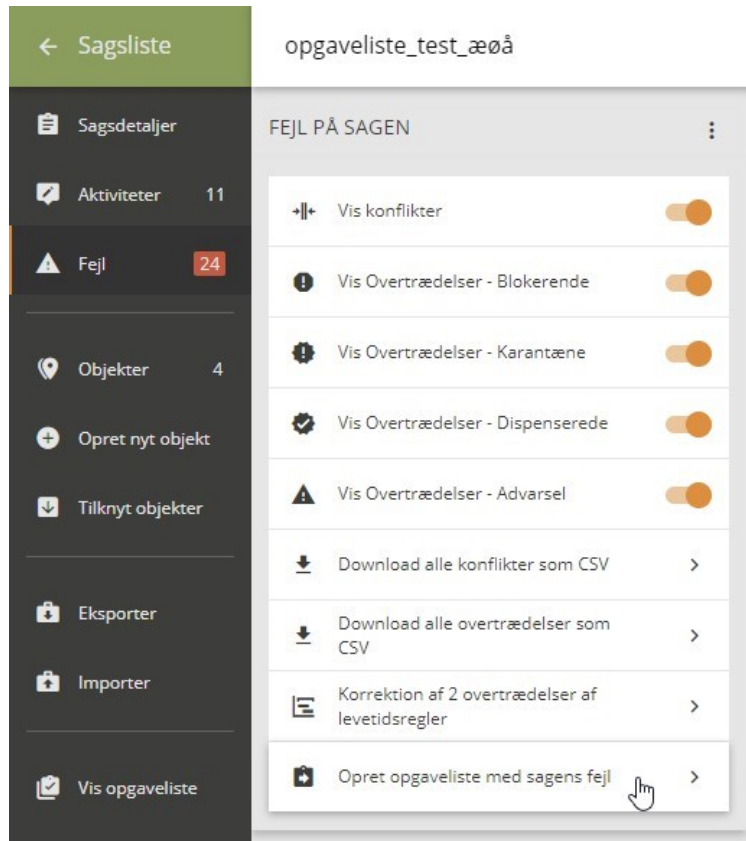 Sagsliste
opgaveliste_test_æøå
Sagsdetaljer
Aktiviteter 11
Fejl 24
Objekter 4
Opret nyt objekt
Tilknyt objekter
Eksporter
Importer
Vis opgaveliste
FEJL PÅ SAGEN
Vis konflikter
Vis Overtrædelser - Blokerende
Vis Overtrædelser - Karantæne
Vis Overtrædelser - Dispenserede
Vis Overtrædelser - Advarsel
Download alle konflikter som CSV
Download alle overtrædelser som
CSV
Korrektion af 2 overtrædelser af
levetidsregler
Opret opgaveliste med sagens fejl